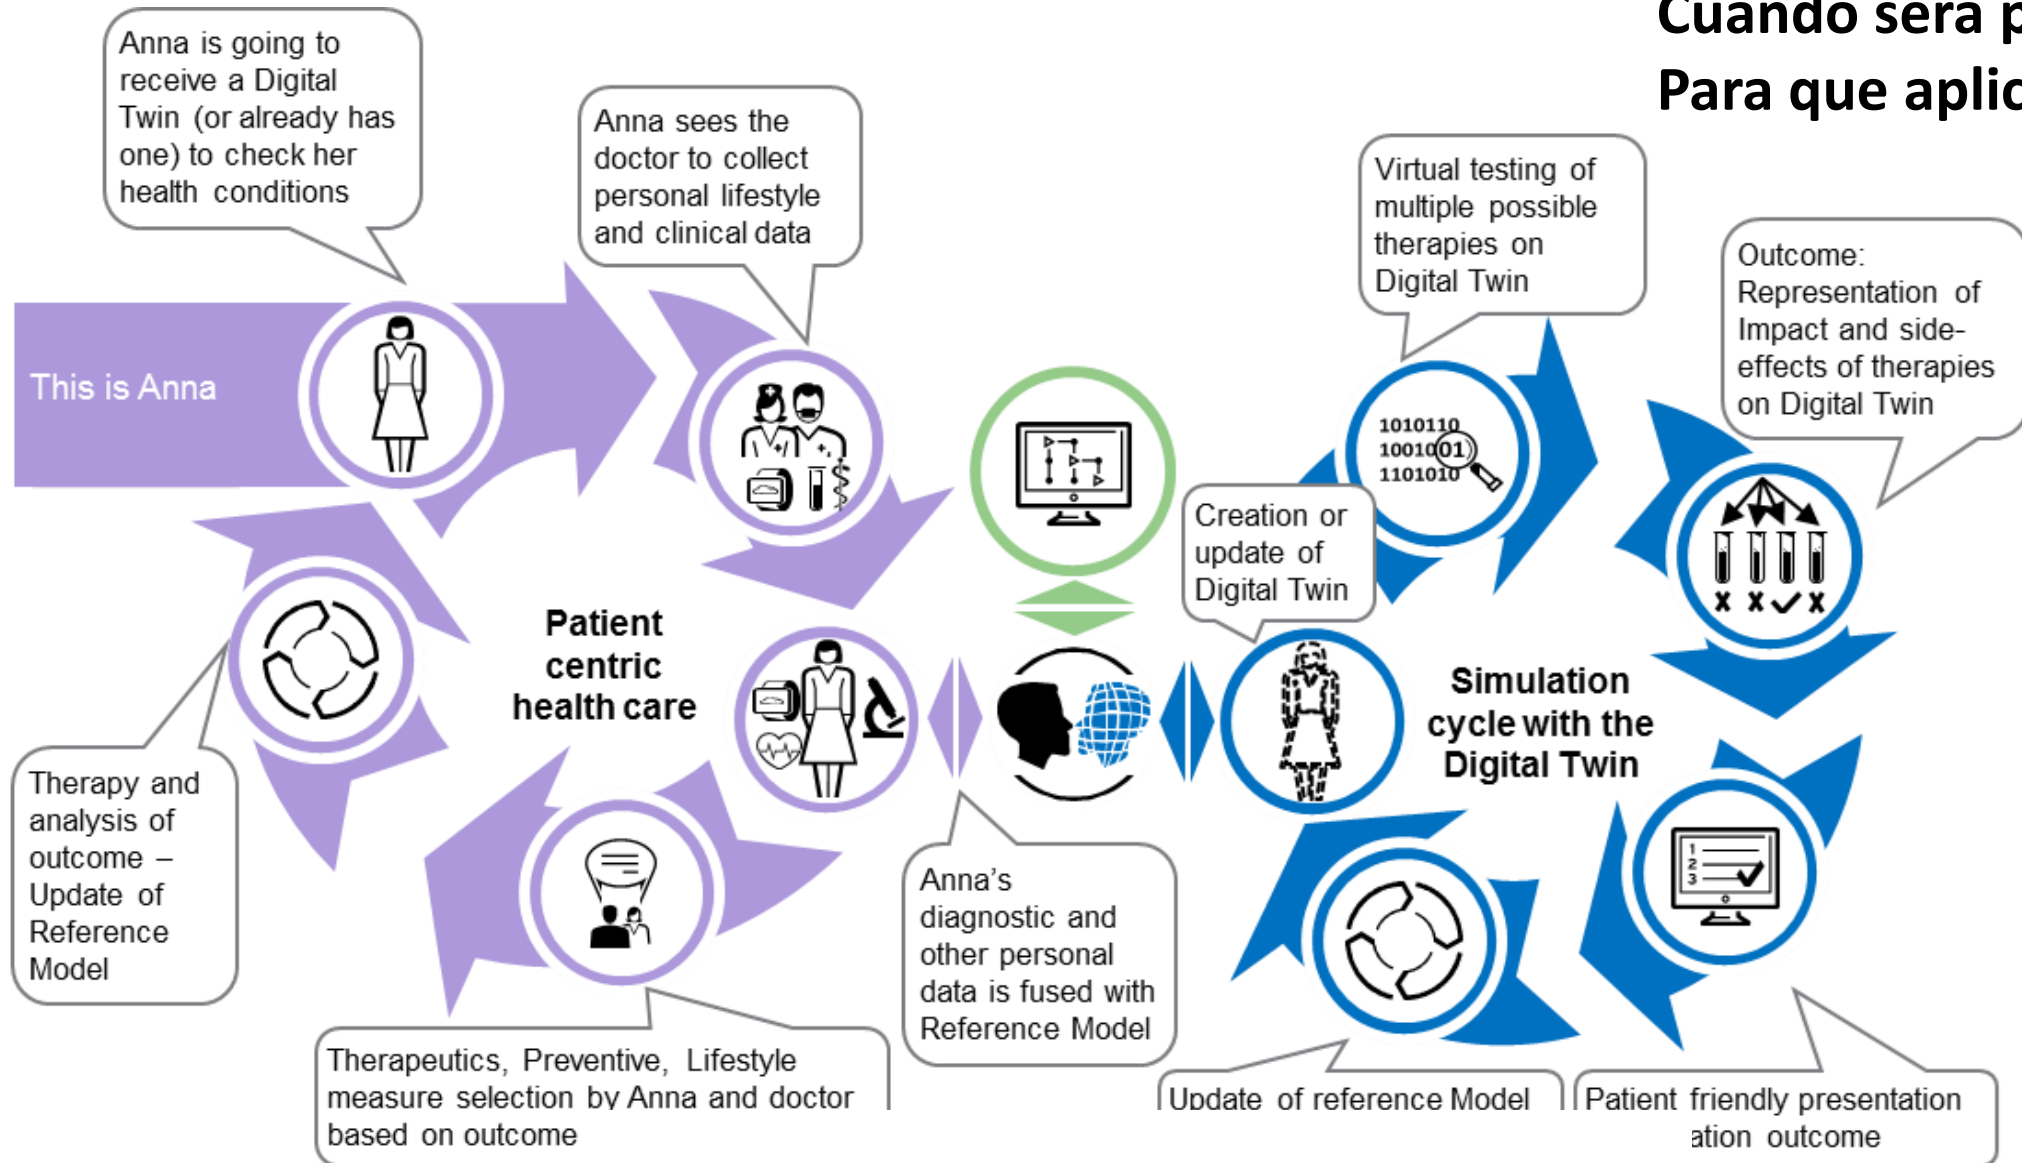 Cuando será
Para que
Anna is going to
receive a Digital
Twin (or already has
one) to check her
health conditions
Anna sees the
doctor to collect
personal lifestyle
and clinical data
Virtual testing of
multiple possible
therapies on
Digital Twin
Outcome:
Representation of
Impact and side-
effects of therapies
on Digital Twin
This is Anna
1010110
1001001
1101010
Creation or
update of
Digital Twin
Patient
centric
health care
Simulation
cycle with the
Digital Twin
Therapy and
analysis of
outcome –
Update of
Reference
Model
Anna's
diagnostic and
other personal
data is fused with
Reference Model
1
2
3
Therapeutics, Preventive, Lifestyle
measure selection by Anna and doctor
based on outcome
Update of reference Model
Patient friendly presentation
ation outcome